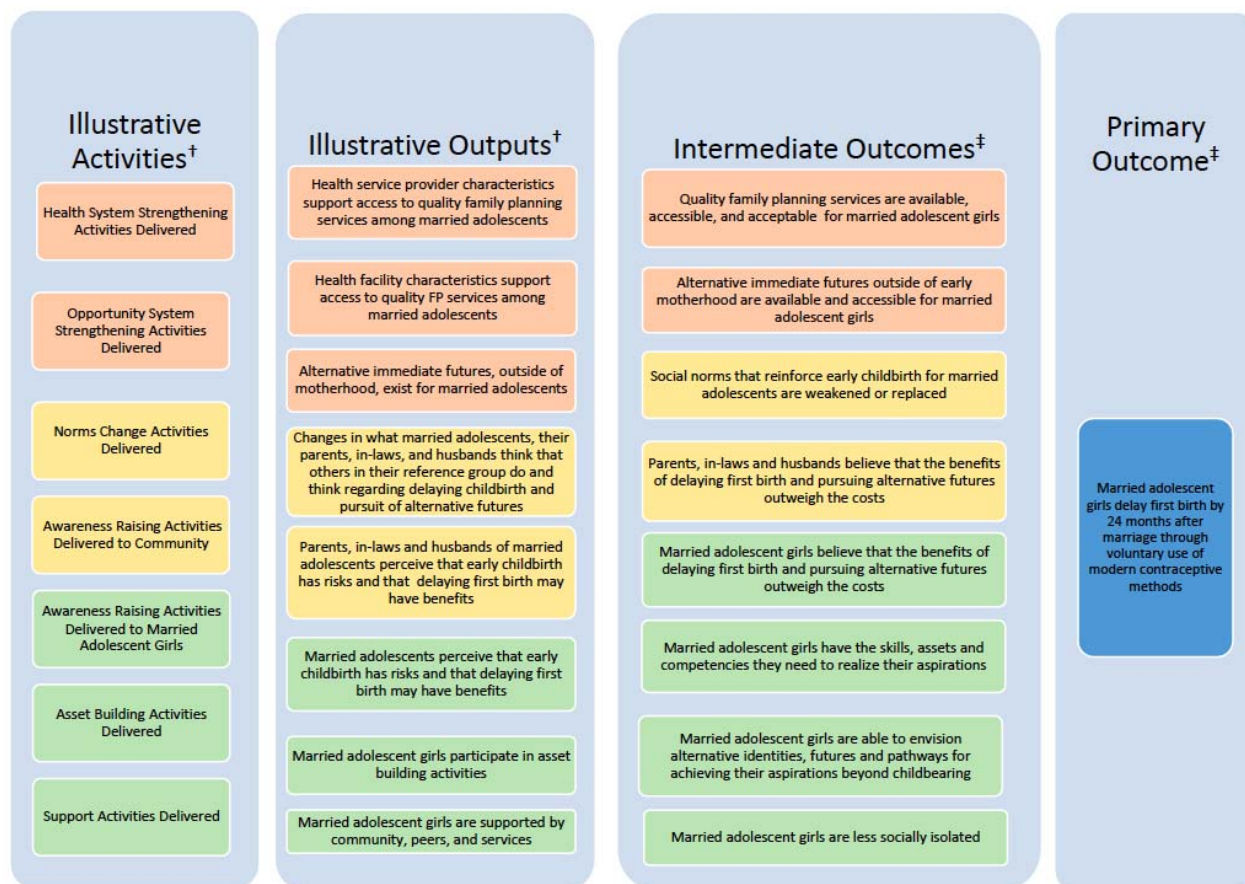 Illustrative
Activities†
Health System Strengthening
Activities Delivered
Opportunity System
Strengthening Activities
Delivered
Norms Change Activities
Delivered
Awareness Raising Activities
Delivered to Community
Awareness Raising Activities
Delivered to Married
Adolescent Girls
Asset Building Activities
Delivered
Support Activities Delivered
Illustrative Outputs†
Health service provider characteristics
support access to quality family planning
services among married adolescents
Health facility characteristics support
access to quality FP services among
married adolescents
Alternative immediate futures, outside of
motherhood, exist for married adolescents
Changes in what married adolescents, their
parents, in-laws, and husbands think that
others in their reference group do and
think regarding delaying childbirth and
pursuit of alternative futures
Parents, in-laws and husbands of married
adolescents perceive that early childbirth
has risks and that delaying first birth may
have benefits
Married adolescents perceive that early
childbirth has risks and that delaying first
birth may have benefits
Married adolescent girls participate in asset
building activities
Married adolescent girls are supported by
community, peers, and services
Intermediate Outcomes‡
Quality family planning services are available,
accessible, and acceptable for married adolescent girls
Alternative immediate futures outside of early
motherhood are available and accessible for married
adolescent girls
Social norms that reinforce early childbirth for married
adolescents are weakened or replaced
Parents, in-laws and husbands believe that the benefits
of delaying first birth and pursuing alternative futures
outweigh the costs
Married adolescent girls believe that the benefits of
delaying first birth and pursuing alternative futures
outweigh the costs
Married adolescent girls have the skills, assets and
competencies they need to realize their aspirations
Married adolescent girls are able to envision
alternative identities, futures and pathways for
achieving their aspirations beyond childbearing
Married adolescent girls are less socially isolated
Primary
Outcome‡
Married adolescent
girls delay first birth by
24 months after
marriage through
voluntary use of
modern contraceptive
methods